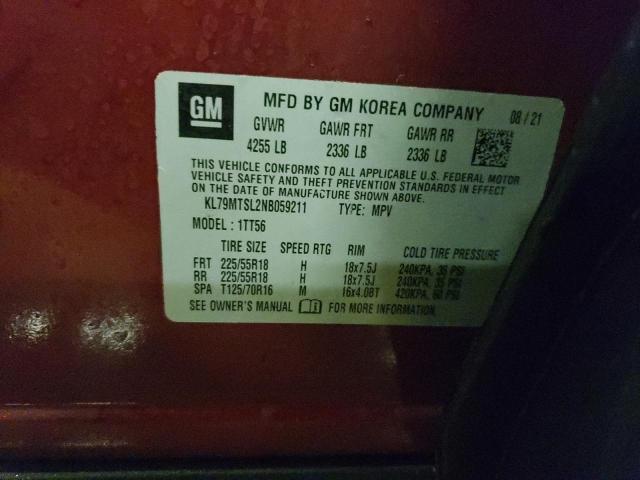 GM
MFD BY GM KOREA COMPANY 08 / 21
GVWR GAWR FRT GAWR RR
4255 LB 2336 LB 2336 LB
THIS VEHICLE CONFORMS TO ALL APPLICABLE U.S. FEDERAL MOTOR
VEHICLE SAFETY AND THEFT PREVENTION STANDARDS IN EFFECT
ON THE DATE OF MANUFACTURE SHOWN ABOVE.
KL79MTSL2NB059211 TYPE: MPV
MODEL : 1TT56
TIRE SIZE SPEED RTG RIM COLD TIRE PRESSURE
FRT 225/55R18 H 18x7.5J 240KPA, 35 PSI
RR 225/55R18 H 18x7.5J 240KPA, 35 PSI
SPA T125/70R16 M 16x4.0BT 420KPA, 60 PSI
SEE OWNER'S MANUAL FOR MORE INFORMATION.